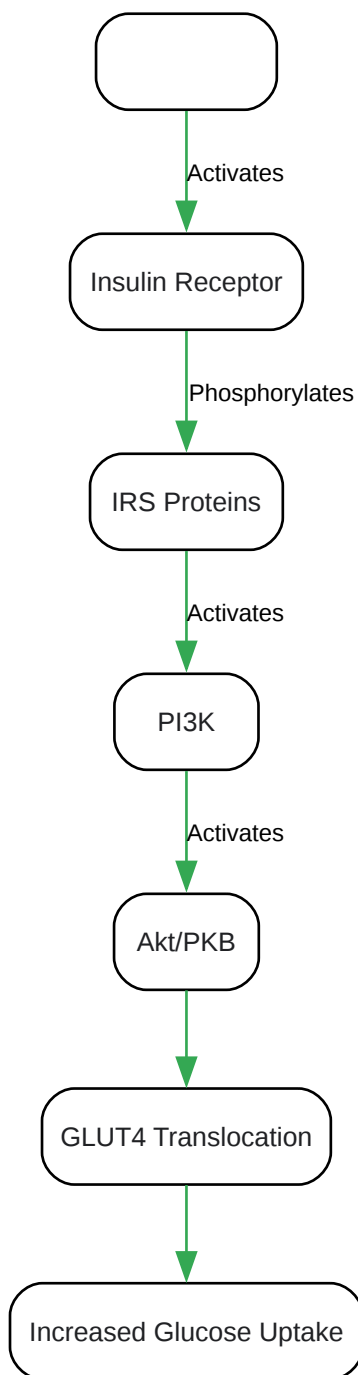 Activates
Insulin Receptor
Phosphorylates
IRS Proteins
Activates
PI3K
Activates
Akt/PKB
GLUT4 Translocation
Increased Glucose Uptake